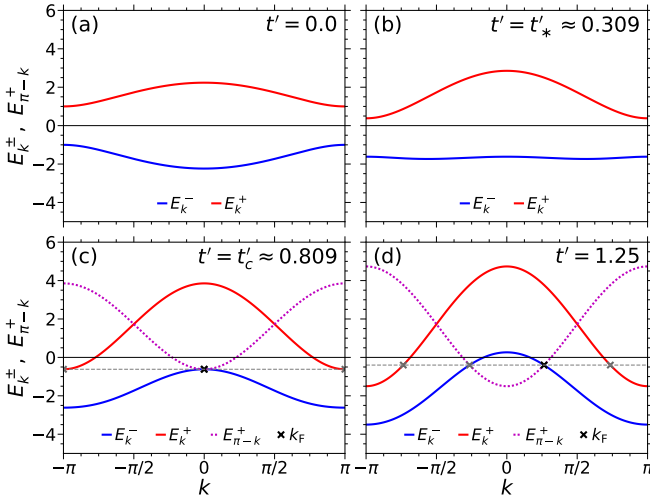 (a) t′ = 0.0
(b) t′ = t′* ≈ 0.309
6
4
2
0
−2
−4
E_k^± , E_{π−k}^+
E_k^− E_k^+
E_k^− E_k^+
(c) t′ = t′_c ≈ 0.809
(d) t′ = 1.25
6
4
2
0
−2
−4
E_k^± , E_{π−k}^+
E_k^− E_k^+ E_{π−k}^+ k_F
E_k^− E_k^+ E_{π−k}^+ k_F
−π −π/2 0 π/2 π
−π −π/2 0 π/2 π
k
k